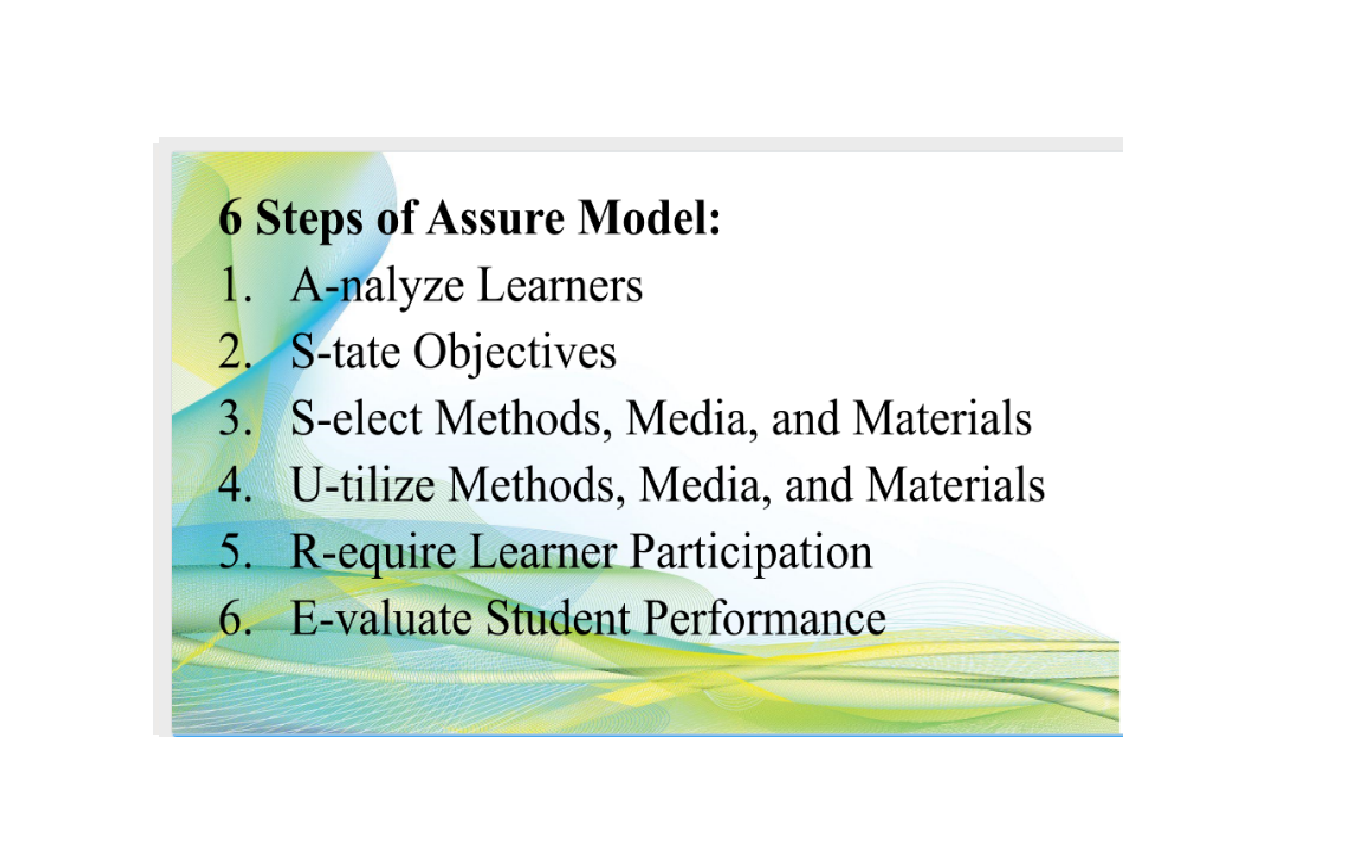 6 Steps of Assure Model:
1. A-nalyze Learners
2. S-tate Objectives
3. S-elect Methods, Media, and Materials
4. U-tilize Methods, Media, and Materials
5. R-equire Learner Participation
6. E-valuate Student Performance